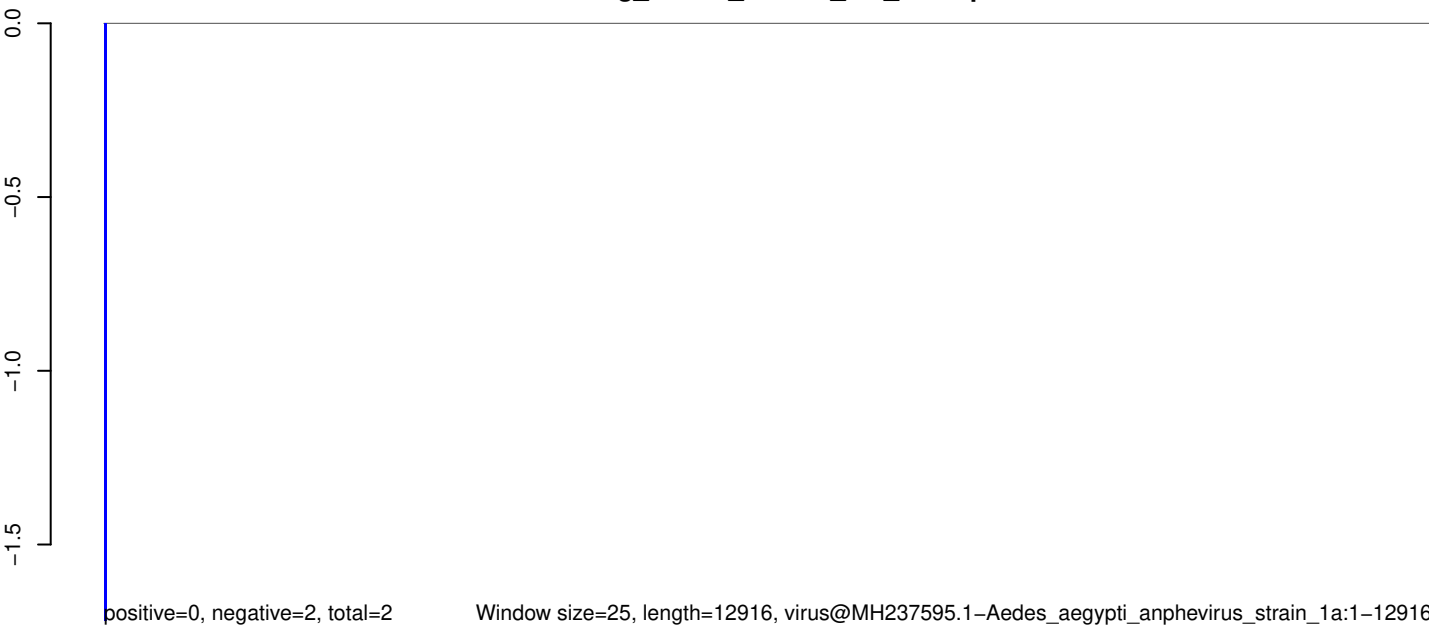 0.0
−0.5
−1.0
−1.5
positive=0, negative=2, total=2
Window size=25, length=12916, virus@MH237595.1−Aedes_aegypti_anphevirus_strain_1a:1−12916